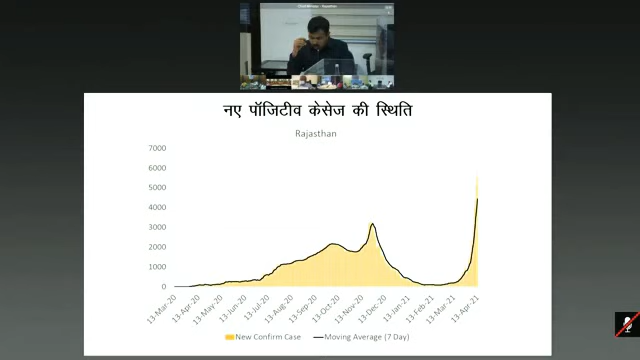 नए पॉजिटीव केसेज की स्थिति
Rajasthan
7000
6000
5000
4000
3000
2000
1000
0
13-Mar-20
13-Apr-20
13-May-20
13-Jun-20
13-Jul-20
13-Aug-20
13-Sep-20
13-Oct-20
13-Nov-20
13-Dec-20
13-Jan-21
13-Feb-21
13-Mar-21
13-Apr-21
New Confirm Case
Moving Average (7 Day)